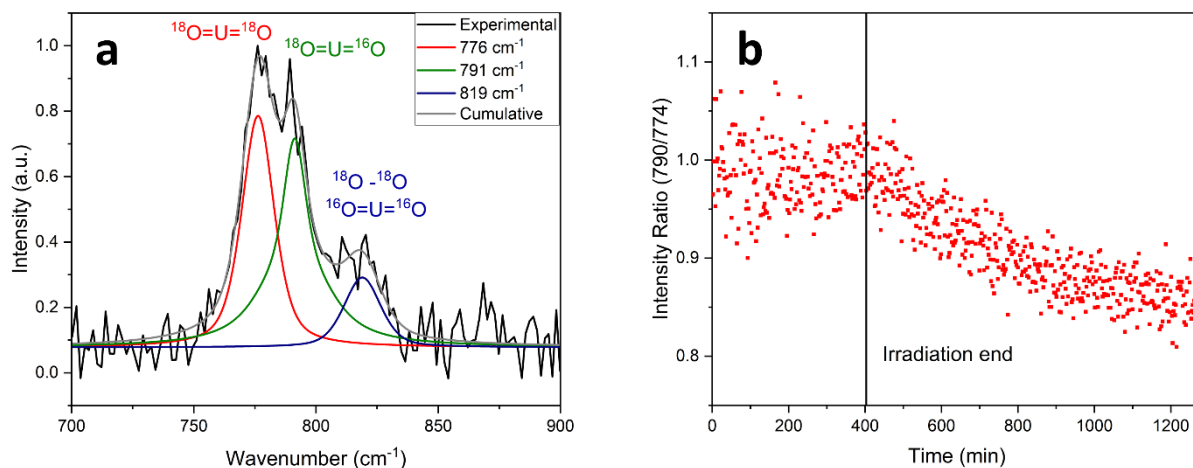 a
¹⁸O=U=¹⁸O
¹⁸O=U=¹⁶O
Experimental
776 cm⁻¹
791 cm⁻¹
819 cm⁻¹
Cumulative
¹⁸O -¹⁸O
¹⁶O=U=¹⁶O
Intensity (a.u.)
1.0
0.8
0.6
0.4
0.2
0.0
700 750 800 850 900
Wavenumber (cm⁻¹)
b
Intensity Ratio (790/774)
1.1
1.0
0.9
0.8
Irradiation end
0 200 400 600 800 1000 1200
Time (min)